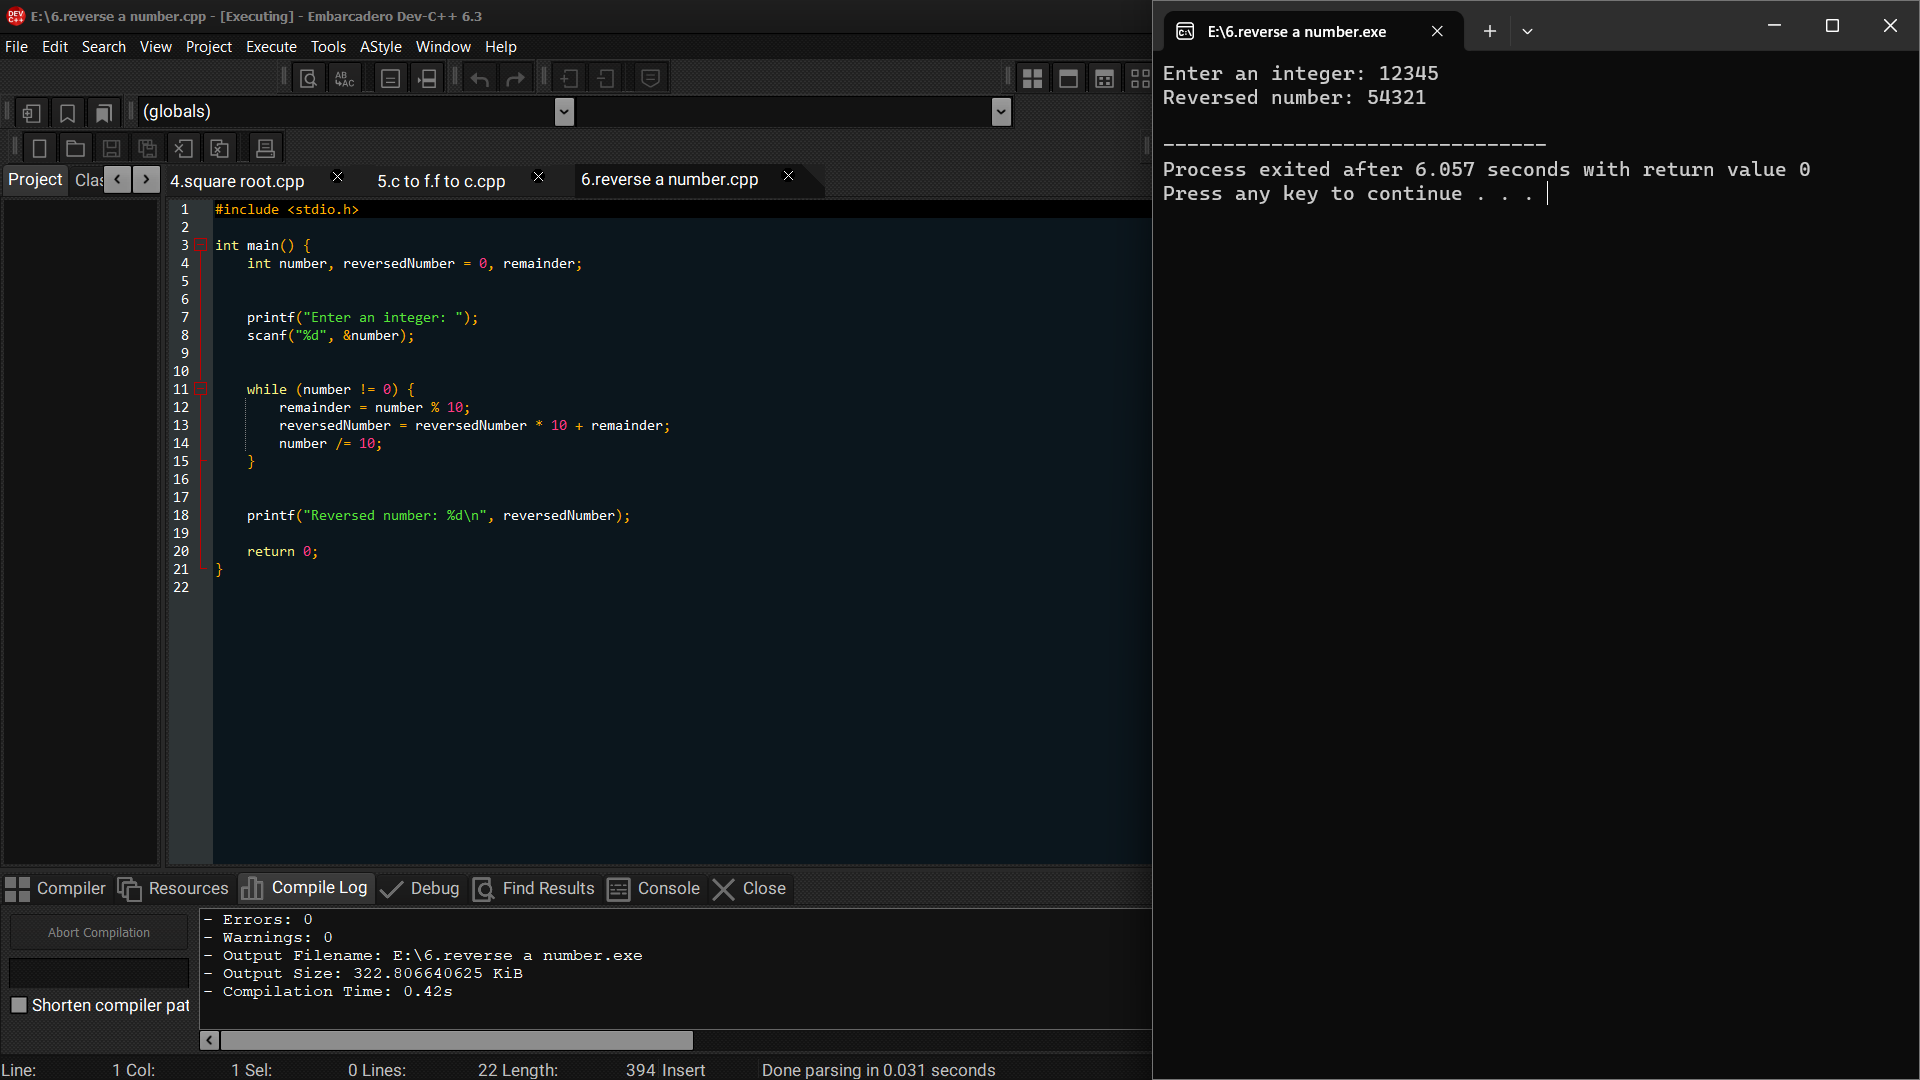 E:\6.reverse a number.cpp - [Executing] - Embarcadero Dev-C++ 6.3
File Edit Search View Project Execute Tools AStyle Window Help
(globals)
Project Clas
4.square root.cpp 5.c to f.f to c.cpp 6.reverse a number.cpp
1 #include <stdio.h>
2
3 int main() {
4 int number, reversedNumber = 0, remainder;
5
6
7 printf("Enter an integer: ");
8 scanf("%d", &number);
9
10
11 while (number != 0) {
12 remainder = number % 10;
13 reversedNumber = reversedNumber * 10 + remainder;
14 number /= 10;
15 }
16
17
18 printf("Reversed number: %d\n", reversedNumber);
19
20 return 0;
21 }
22
Compiler Resources Compile Log Debug Find Results Console Close
Abort Compilation
Shorten compiler pat
- Errors: 0
- Warnings: 0
- Output Filename: E:\6.reverse a number.exe
- Output Size: 322.806640625 KiB
- Compilation Time: 0.42s
Line: 1 Col: 1 Sel: 0 Lines: 22 Length: 394 Insert Done parsing in 0.031 seconds
E:\6.reverse a number.exe
Enter an integer: 12345
Reversed number: 54321
--------------------------------
Process exited after 6.057 seconds with return value 0
Press any key to continue . . .